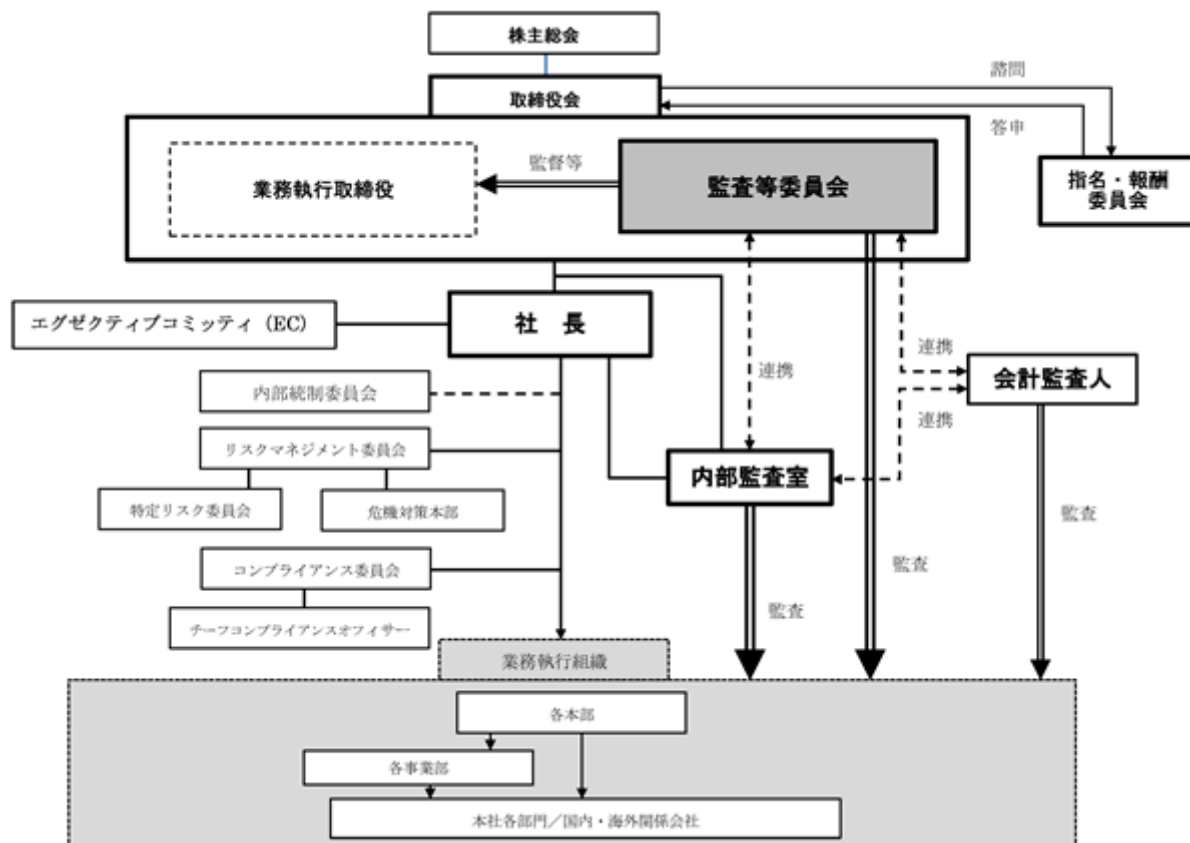 株主総会
取締役会
諮問
答申
業務執行取締役
監督等
監査等委員会
指名・報酬
委員会
エグゼクティブコミッティ（EC）
社　長
連携
連携
会計監査人
連携
内部統制委員会
リスクマネジメント委員会
特定リスク委員会
危機対策本部
内部監査室
監査
監査
監査
コンプライアンス委員会
チーフコンプライアンスオフィサー
業務執行組織
各本部
各事業部
本社各部門／国内・海外関係会社